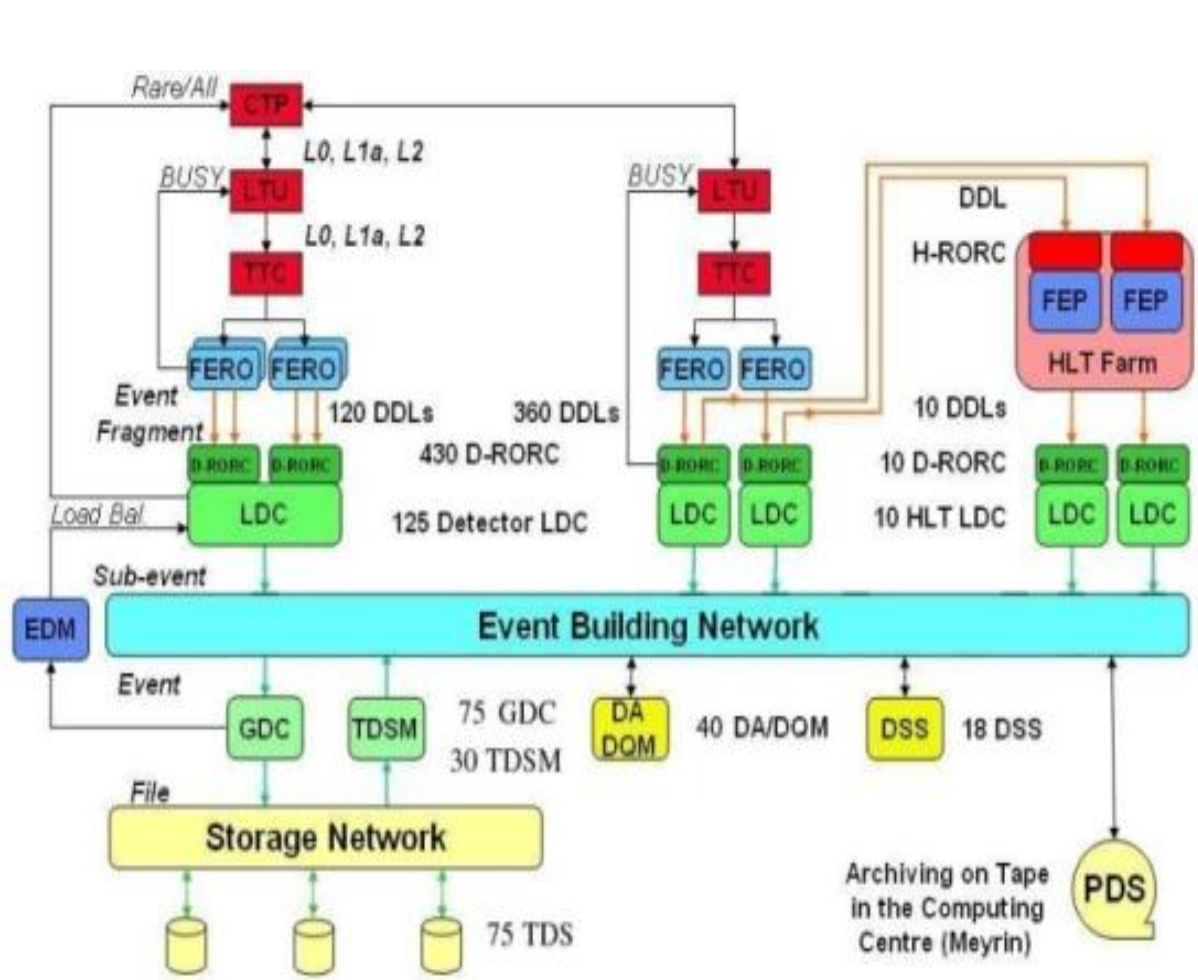 Rare/All
CTP
L0, L1a, L2
BUSY
LTU
BUSY
LTU
DDL
L0, L1a, L2
H-RORC
TTC
TTC
FEP
FEP
HLT Farm
FERO
FERO
FERO
FERO
Event
Fragment
120 DDLs
360 DDLs
10 DDLs
430 D-RORC
10 D-RORC
D-RORC
D-RORC
D-RORC
D-RORC
D-RORC
D-RORC
Load Bal.
LDC
125 Detector LDC
LDC
LDC
10 HLT LDC
LDC
LDC
Sub-event
EDM
Event Building Network
Event
GDC
TDSM
75 GDC
30 TDSM
DA
DQM
40 DA/DQM
DSS
18 DSS
File
Storage Network
75 TDS
Archiving on Tape
in the Computing
Centre (Meyrin)
PDS